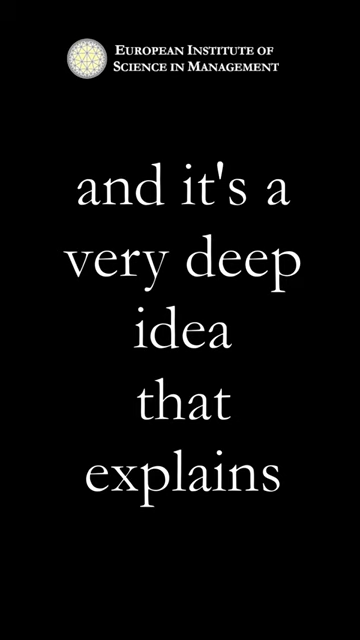 European Institute of
Science in Management
and it's a
very deep
idea
that
explains